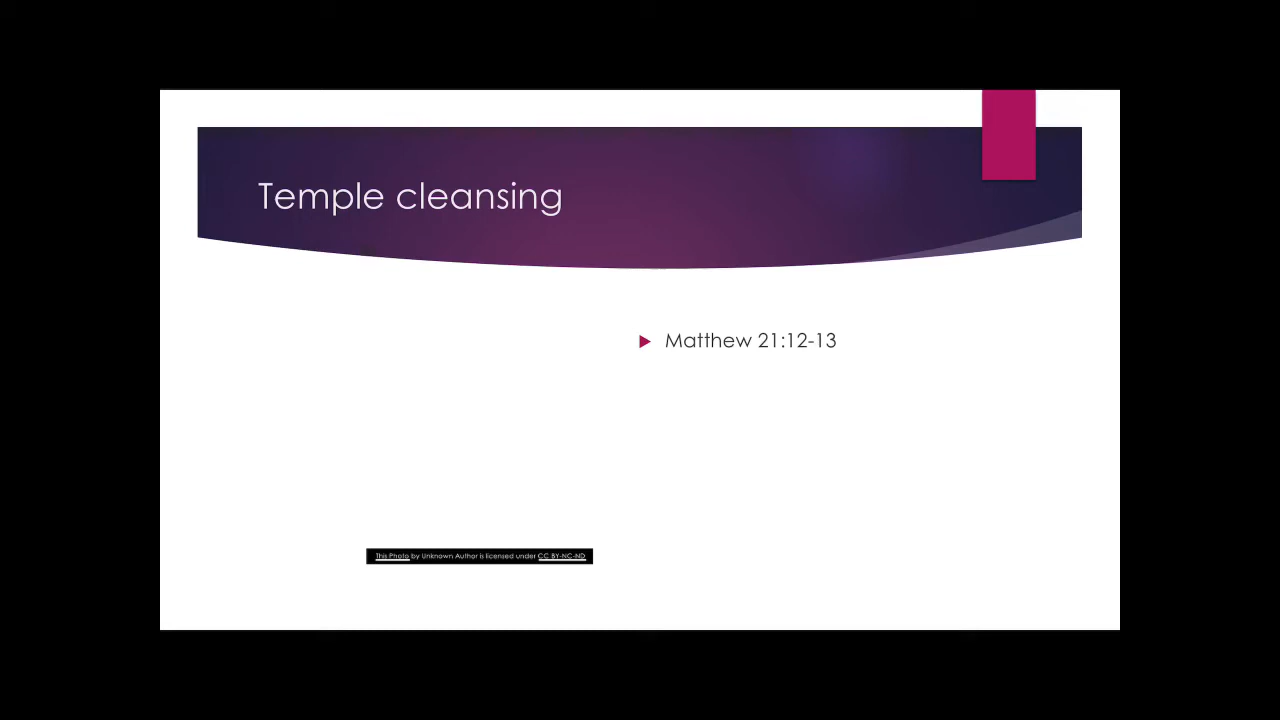 Temple cleansing
Matthew 21:12-13
This Photo by Unknown Author is licensed under CC BY-NC-ND